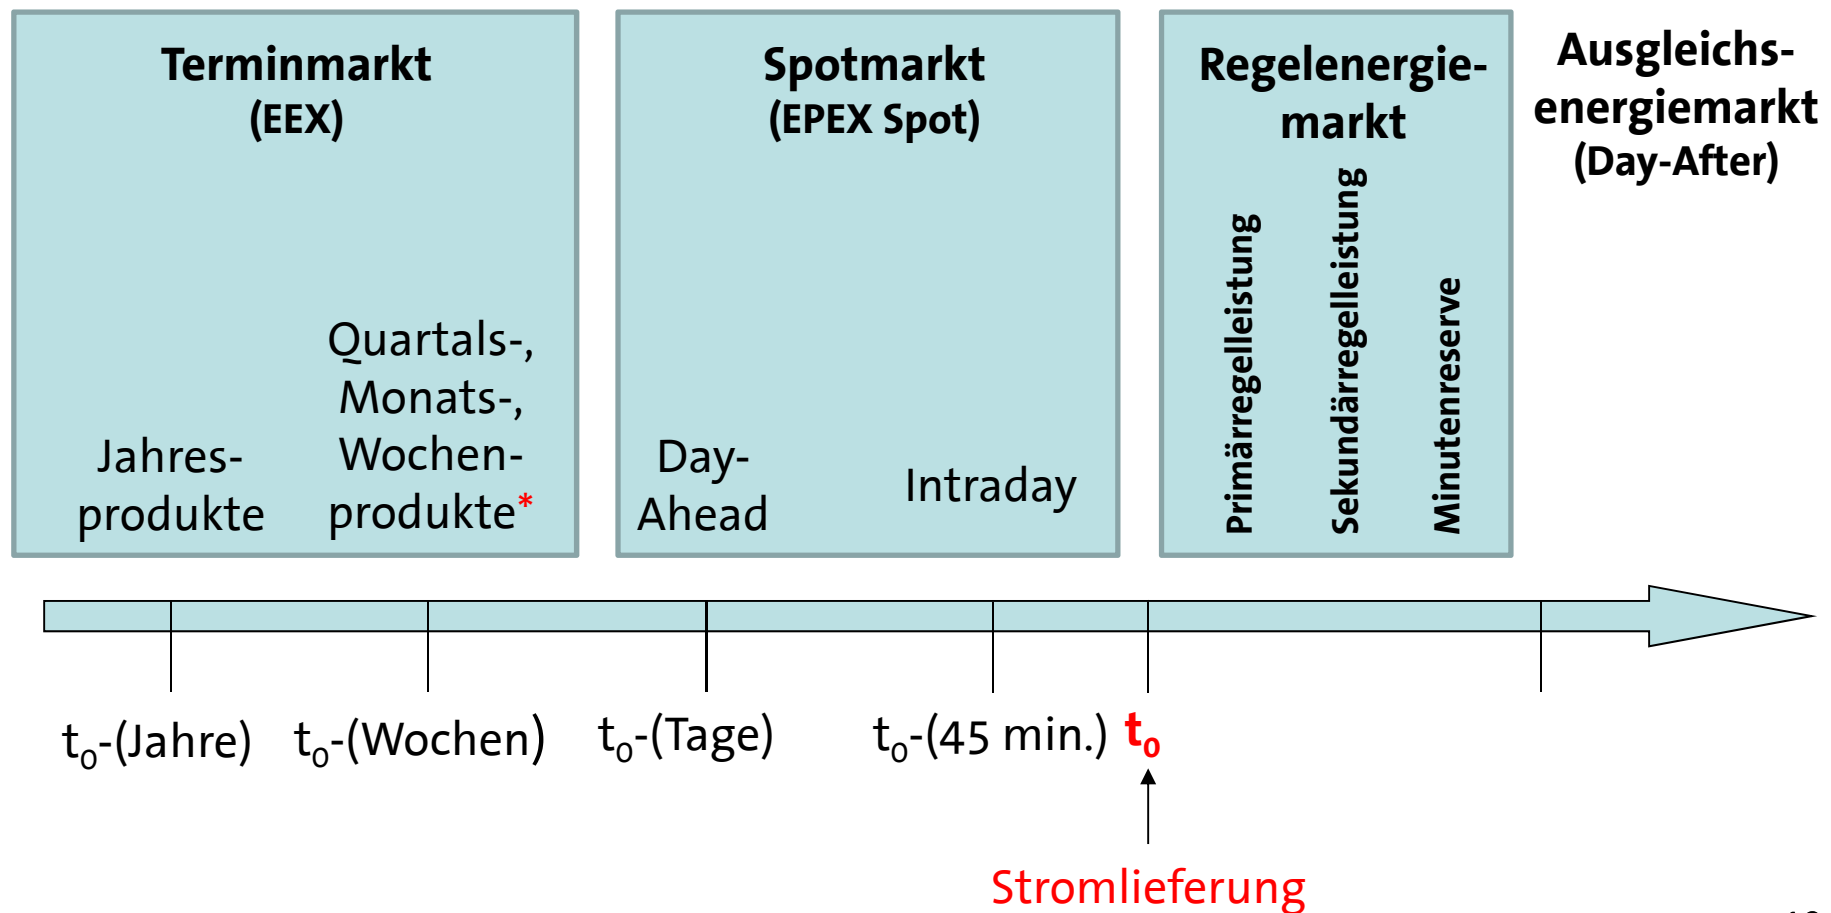 Terminmarkt
(EEX)
Jahres-
produkte
Quartals-,
Monats-,
Wochen-
produkte*
Spotmarkt
(EPEX Spot)
Day-
Ahead
Intraday
Regelenergie-
markt
Primärregelleistung
Sekundärregelleistung
Minutenreserve
Ausgleichs-
energiemarkt
(Day-After)
t₀-(Jahre)
t₀-(Wochen)
t₀-(Tage)
t₀-(45 min.)
t₀
Stromlieferung